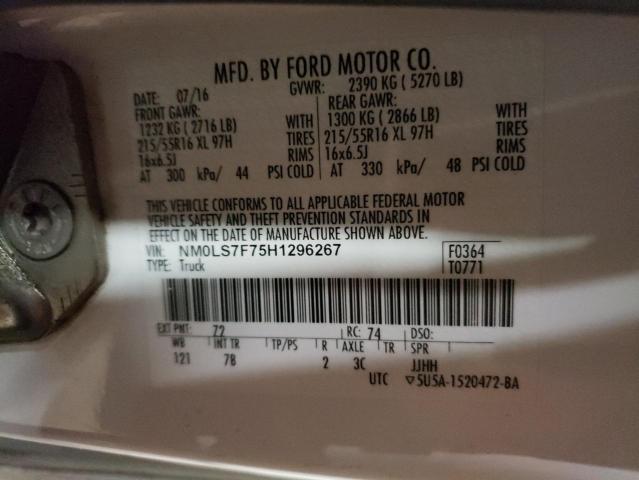 MFD. BY FORD MOTOR CO.
DATE: 07/16 GVWR: 2390 KG ( 5270 LB)
FRONT GAWR: REAR GAWR:
1232 KG ( 2716 LB) WITH 1300 KG ( 2866 LB) WITH
215/55R16 XL 97H TIRES 215/55R16 XL 97H TIRES
16x6.5J RIMS 16x6.5J RIMS
AT 300 kPa/ 44 PSI COLD AT 330 kPa/ 48 PSI COLD
THIS VEHICLE CONFORMS TO ALL APPLICABLE FEDERAL MOTOR
VEHICLE SAFETY AND THEFT PREVENTION STANDARDS IN
EFFECT ON THE DATE OF MANUFACTURE SHOWN ABOVE.
VIN: NM0LS7F75H1296267 F0364
TYPE: Truck T0771
EXT PNT: 72 RC: 74 DSO:
WB INT TR TP/PS R AXLE TR SPR
121 7B 2 3C JJHH
UTC ▽5U5A-1520472-BA